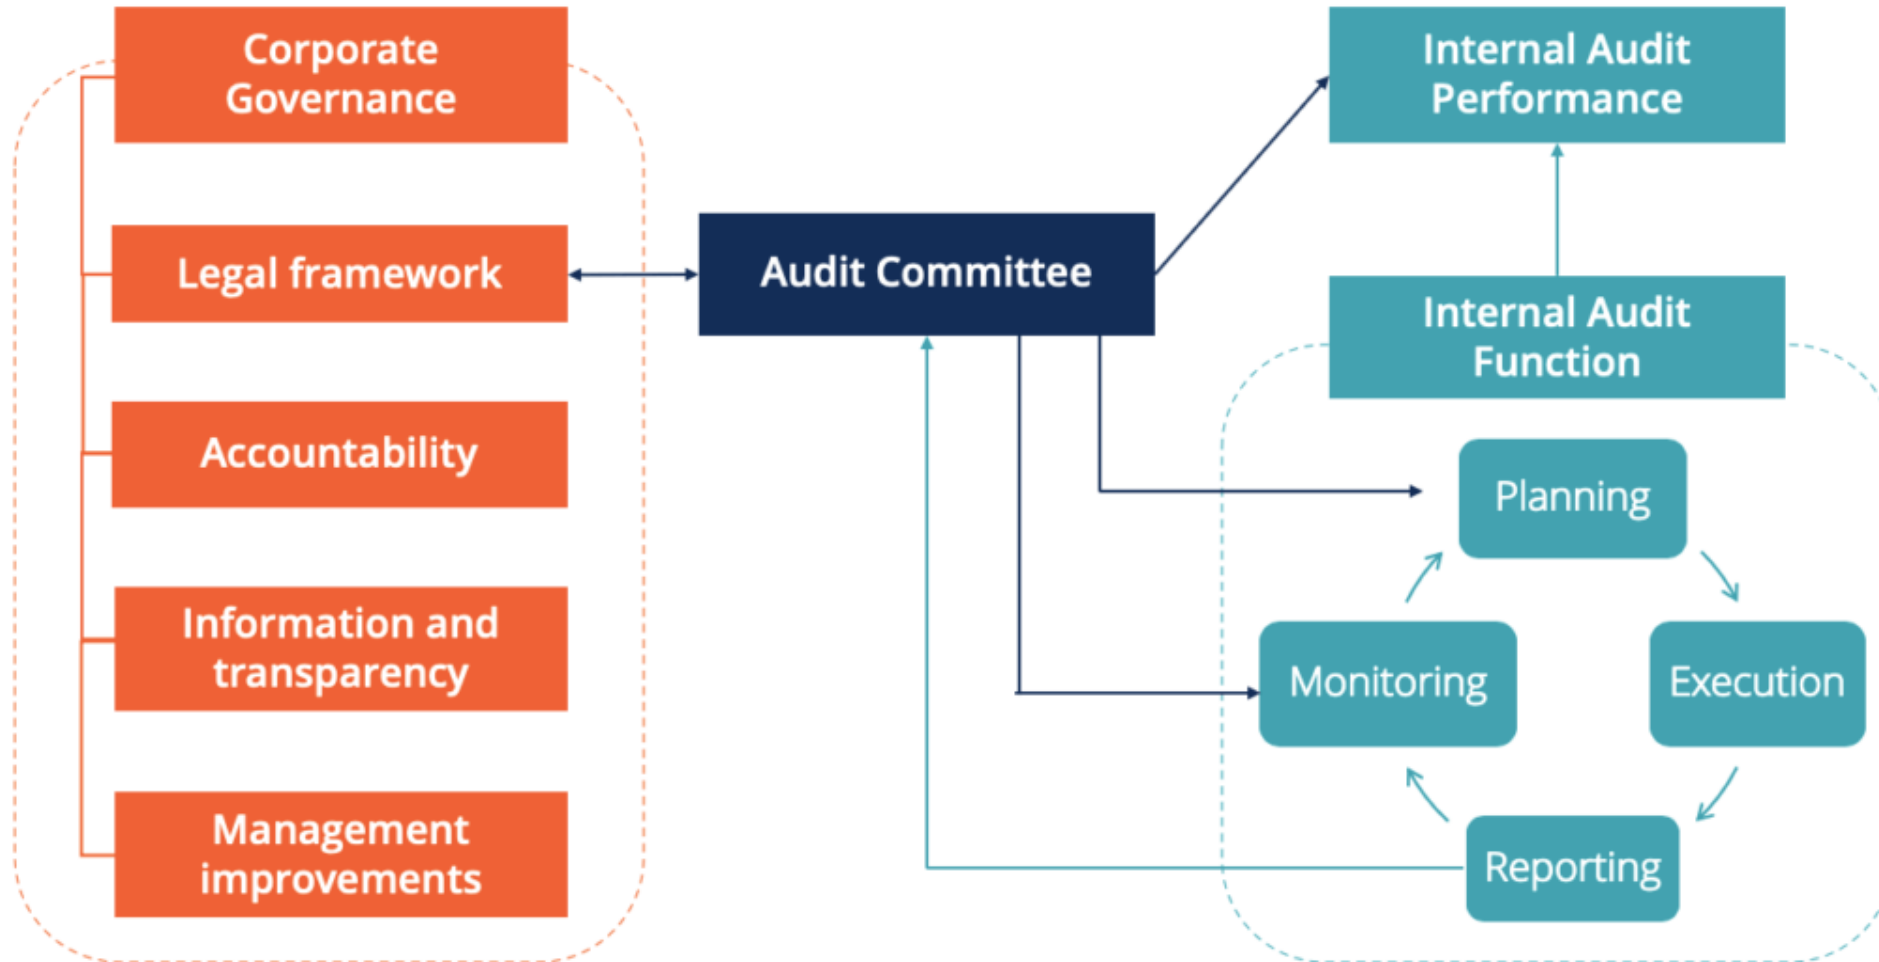 Corporate
Governance
Legal framework
Accountability
Information and
transparency
Management
improvements
Audit Committee
Internal Audit
Performance
Internal Audit
Function
Planning
Execution
Reporting
Monitoring